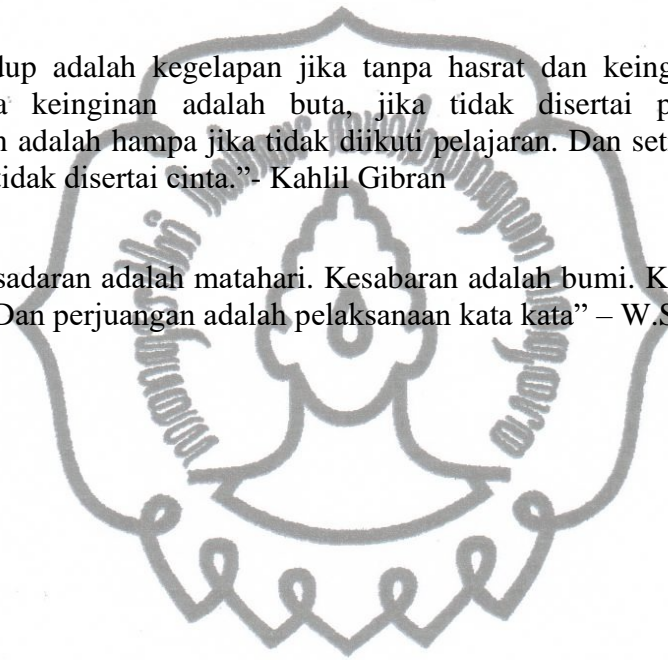 dup adalah kegelapan jika tanpa hasrat dan keing
a keinginan adalah buta, jika tidak disertai p
n adalah hampa jika tidak diikuti pelajaran. Dan set
tidak disertai cinta.”- Kahlil Gibran
sadaran adalah matahari. Kesabaran adalah bumi. K
Dan perjuangan adalah pelaksanaan kata kata” – W.S